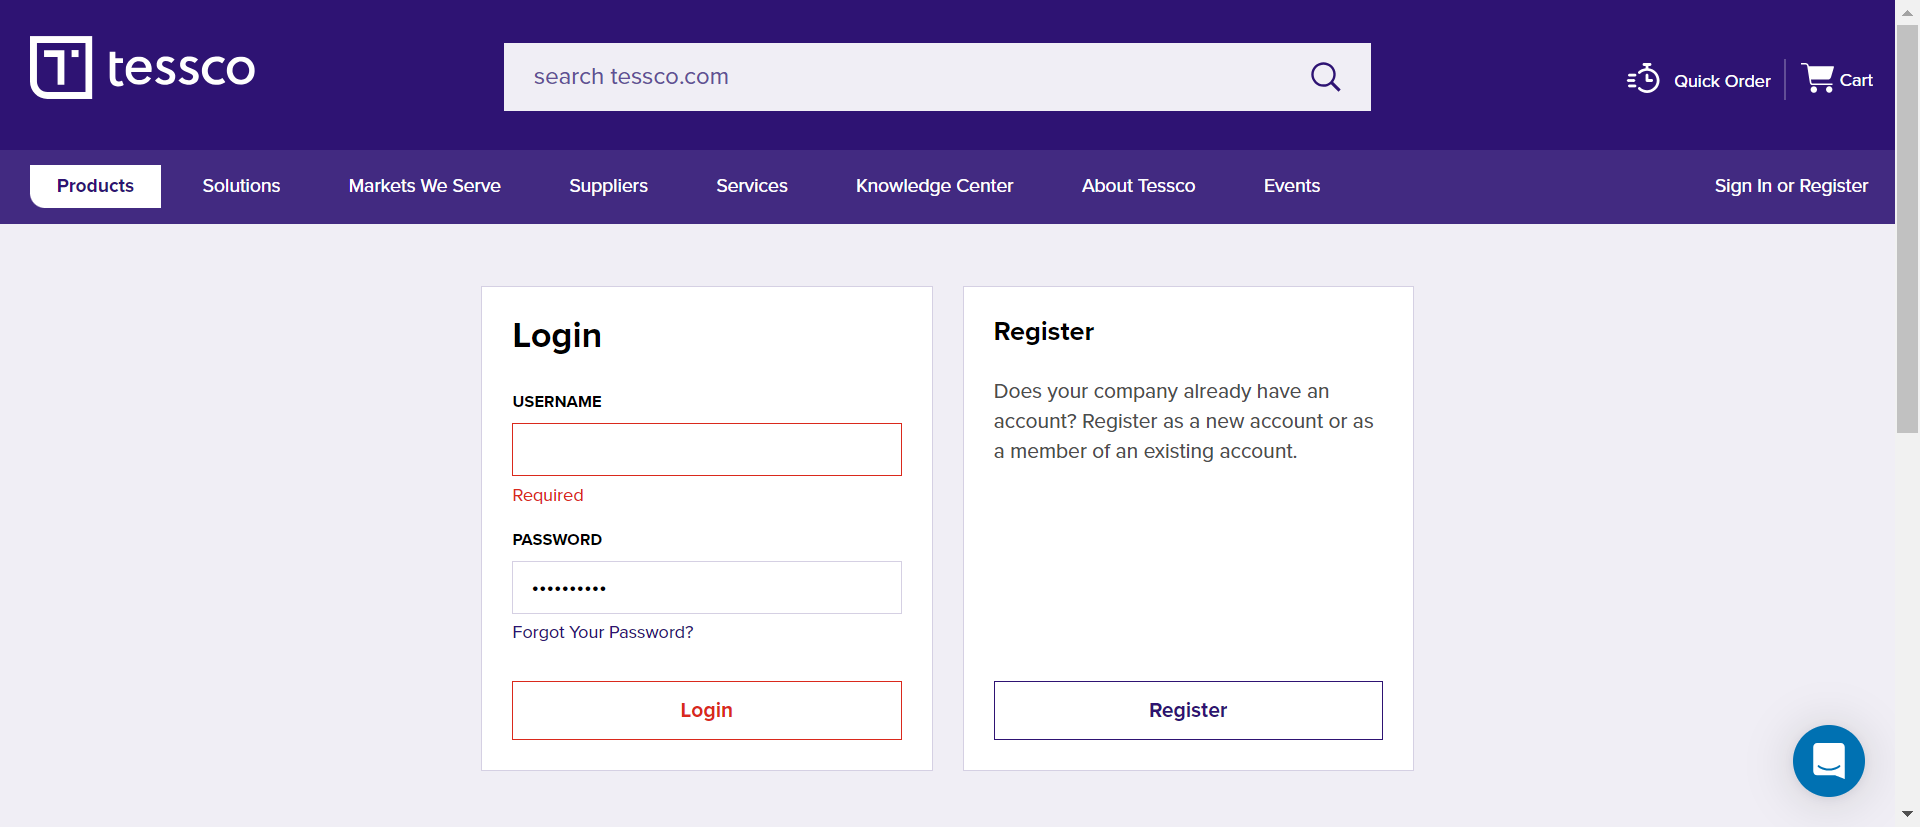 tessco
search tessco.com
Quick Order
Cart
Products
Solutions
Markets We Serve
Suppliers
Services
Knowledge Center
About Tessco
Events
Sign In or Register
Login
USERNAME
Required
PASSWORD
••••••••••
Forgot Your Password?
Login
Register
Does your company already have an
account? Register as a new account or as
a member of an existing account.
Register